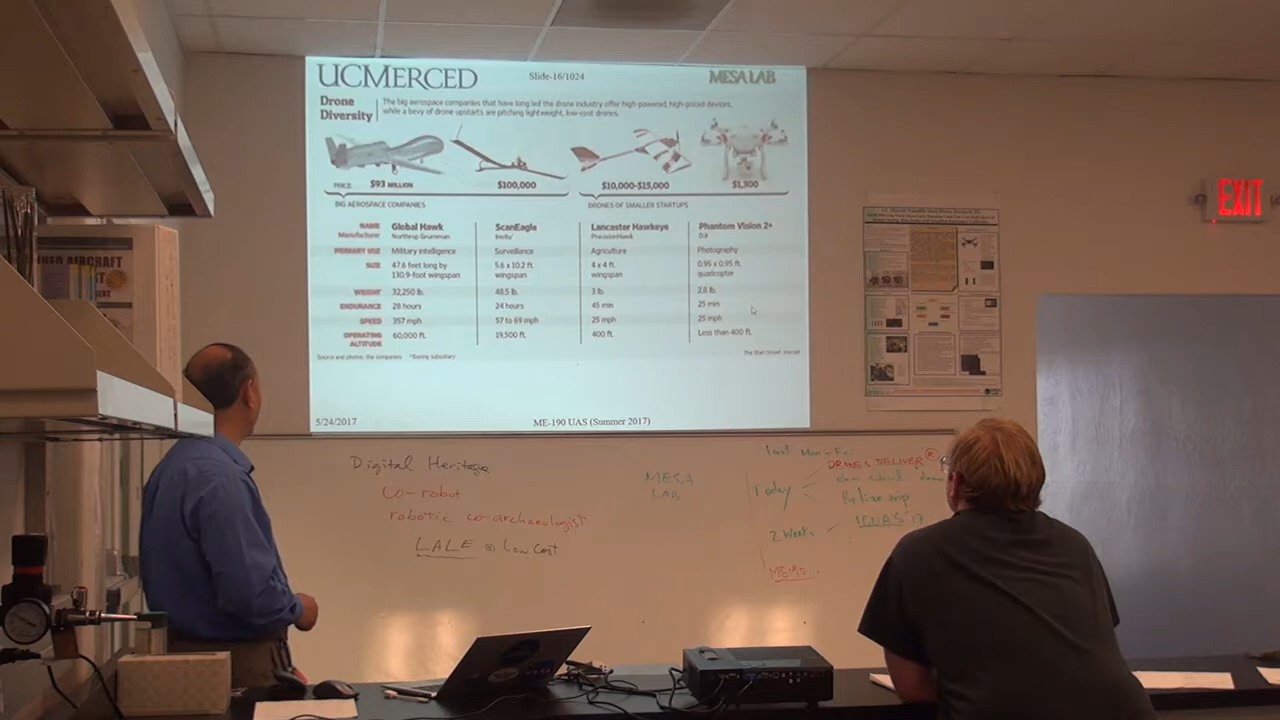 UCMERCED
Slide-16/1024
MESA LAB
Drone
Diversity
The big aerospace companies that have long led the drone industry offer high-powered, high-priced devices,
while a bevy of drone upstarts are pitching lightweight, low-cost drones.
PRICE: $93 MILLION $100,000 $10,000-$15,000 $1,300
BIG AEROSPACE COMPANIES DRONES OF SMALLER STARTUPS
NAME Global Hawk ScanEagle Lancaster Hawkeye Phantom Vision 2+
Manufacturer Northrop Grumman Insitu* PrecisionHawk DJI
PRIMARY USE Military intelligence Surveillance Agriculture Photography
SIZE 47.6 feet long by 5.6 x 10.2 ft. 4 x 4 ft. 0.95 x 0.95 ft.
130.9-foot wingspan wingspan wingspan quadcopter
WEIGHT 32,250 lb. 48.5 lb. 3 lb. 2.8 lb.
ENDURANCE 28 hours 24 hours 45 min 25 min
SPEED 357 mph 57 to 69 mph 25 mph 25 mph
OPERATING 60,000 ft. 19,500 ft. 400 ft. Less than 400 ft.
ALTITUDE
Source and photos: the companies *Boeing subsidiary The Wall Street Journal
5/24/2017 ME-190 UAS (Summer 2017)
EXIT
AIRCRAFT
Digital Heritage
Co-robot
robotic co-archaeologist
LALE @ Low Cost
MESA
LAB
Mon-Fri
DRONES DELIVER ®
Today
trip
2 Weeks ICUAS'17
MEMO